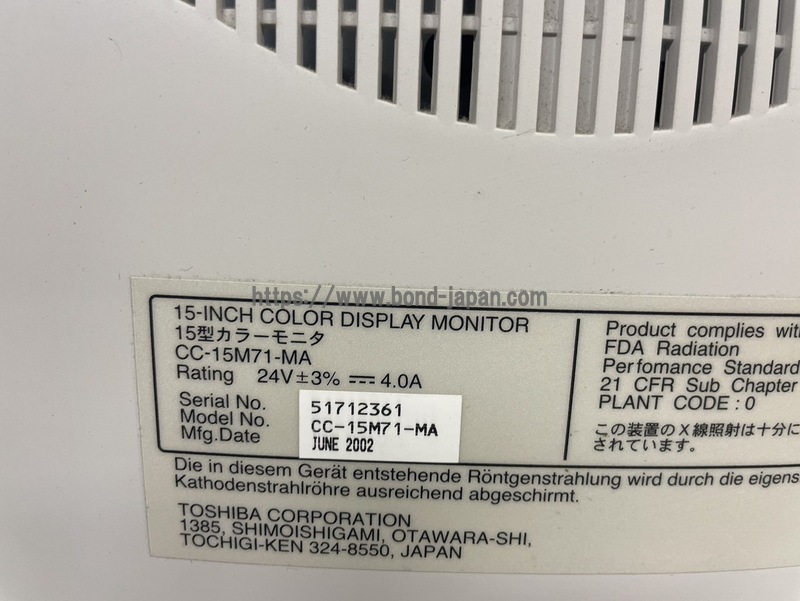 https://www.bond-japan.com
15-INCH COLOR DISPLAY MONITOR
15型カラーモニタ
CC-15M71-MA
Rating 24V±3% ⎓ 4.0A
Serial No. 51712361
Model No. CC-15M71-MA
Mfg.Date JUNE 2002
Product complies with
FDA Radiation
Perfomance Standard
21 CFR Sub Chapter
PLANT CODE : 0
この装置のX線照射は十分に
されています。
Die in diesem Gerät entstehende Röntgenstrahlung wird durch die eigens
Kathodenstrahlröhre ausreichend abgeschirmt.
TOSHIBA CORPORATION
1385, SHIMOISHIGAMI, OTAWARA-SHI,
TOCHIGI-KEN 324-8550, JAPAN